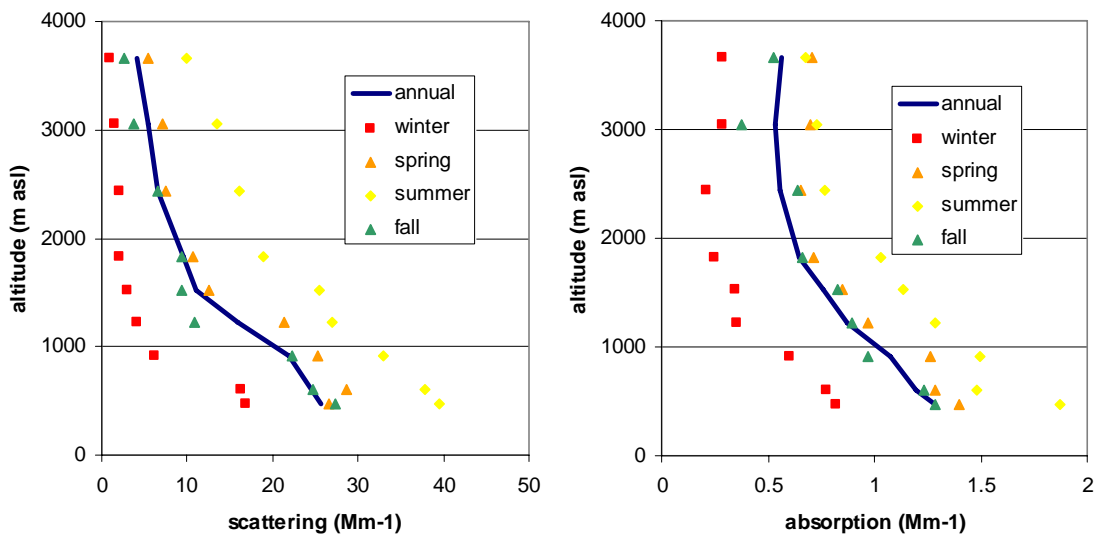 4000
3000
2000
1000
0
altitude (m asl)
0 10 20 30 40 50
scattering (Mm-1)
annual
winter
spring
summer
fall
4000
3000
2000
1000
0
altitude (m asl)
0 0.5 1 1.5 2
absorption (Mm-1)
annual
winter
spring
summer
fall